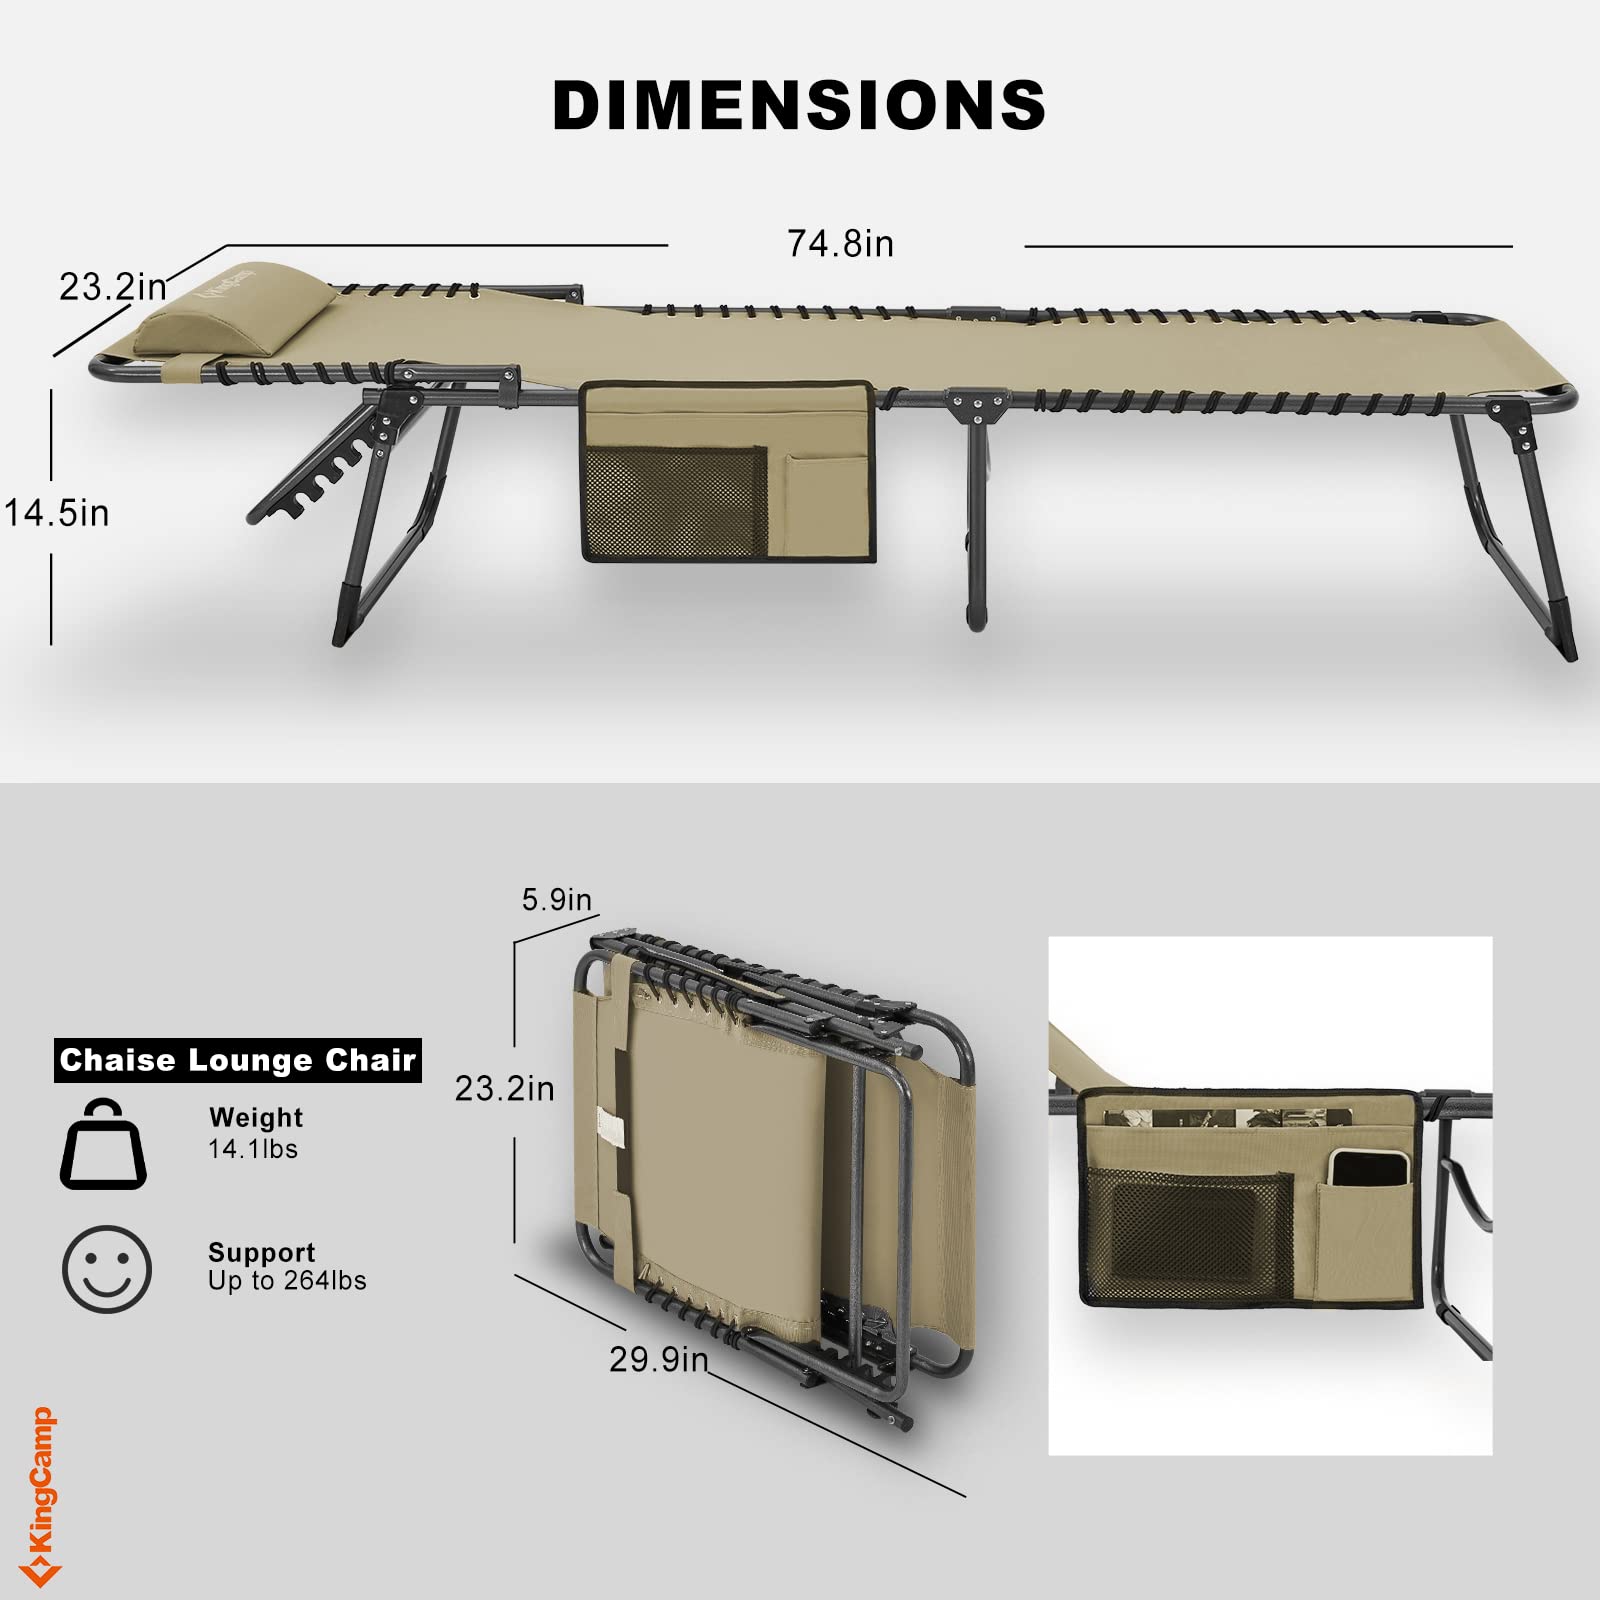 DIMENSIONS
74.8in
23.2in
KingCamp
14.5in
5.9in
23.2in
29.9in
Chaise Lounge Chair
Weight
14.1lbs
Support
Up to 264lbs
KingCamp